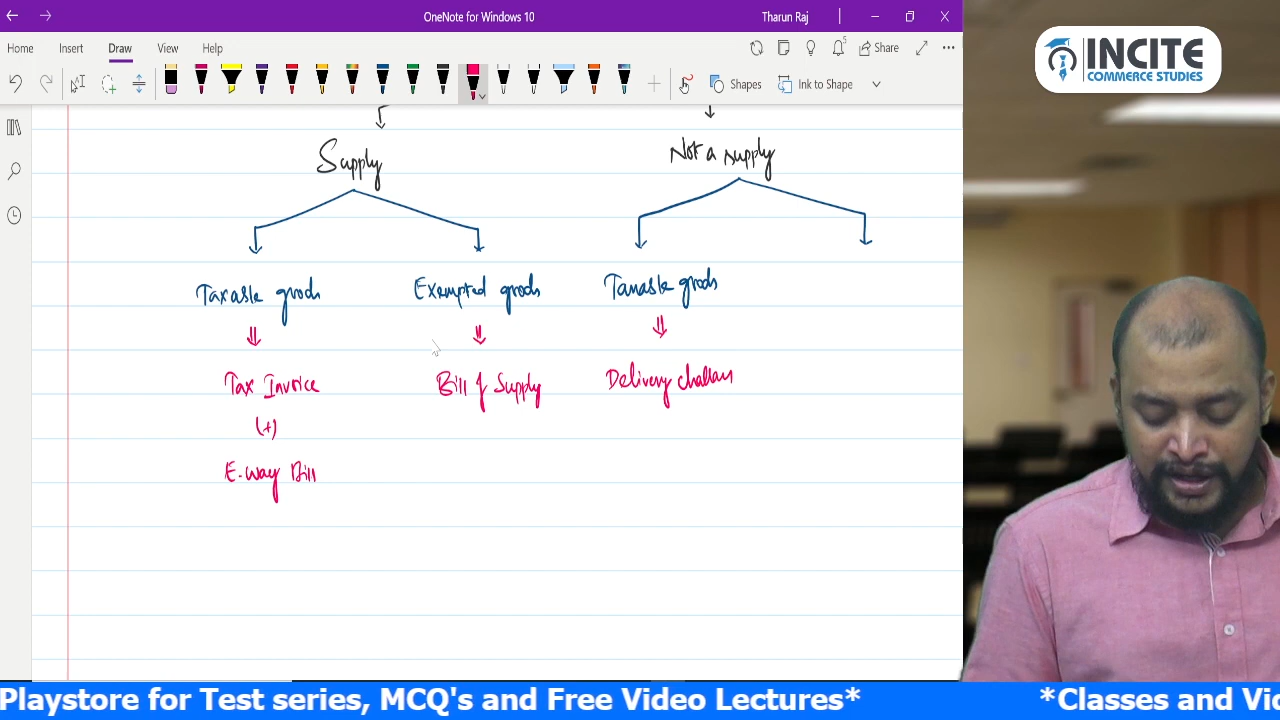 OneNote for Windows 10
Tharun Raj
Home Insert Draw View Help
5
Share
Shapes
Ink to Shape
INCITE
COMMERCE STUDIES
Supply
Not a supply
Taxable goods
Exempted goods
Taxable goods
Tax Invoice
Bill of Supply
Delivery challan
(+)
E-way Bill
Playstore for Test series, MCQ's and Free Video Lectures* *Classes and Vid